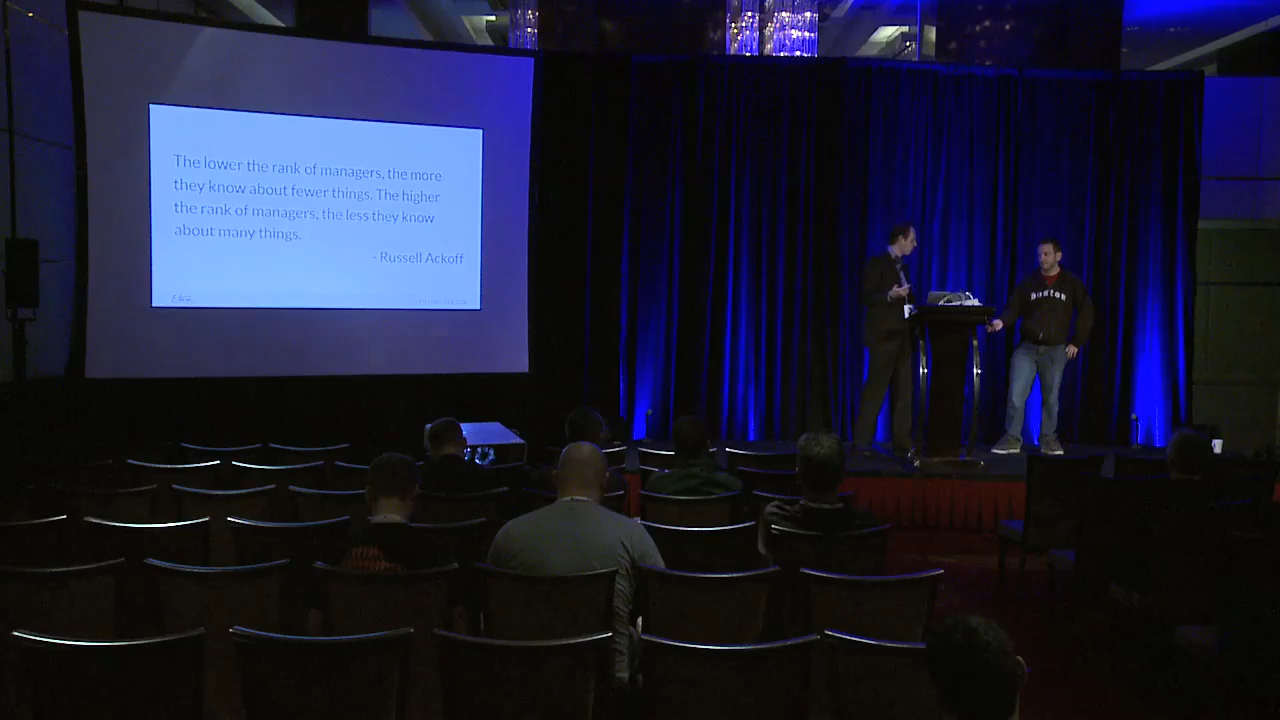 The lower the rank of managers, the more
they know about fewer things. The higher
the rank of managers, the less they know
about many things.
- Russell Ackoff
BOSTON